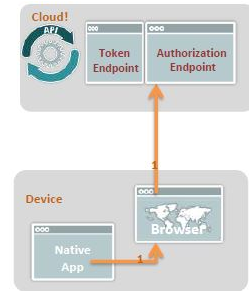 Cloud!
API
Token
Endpoint
Authorization
Endpoint
1
Device
Browser
Native
App
1